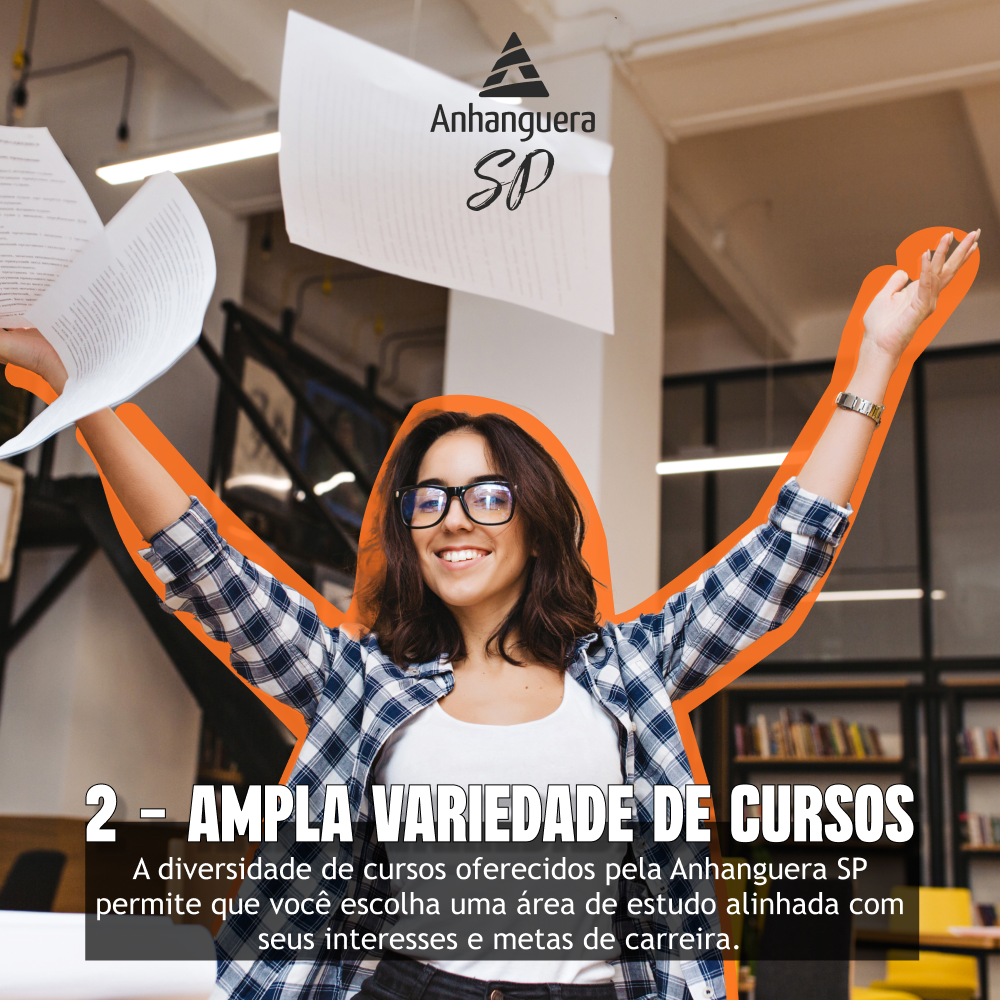 Anhanguera
SP
2 - AMPLA VARIEDADE DE CURSOS
A diversidade de cursos oferecidos pela Anhanguera SP
permite que você escolha uma área de estudo alinhada com
seus interesses e metas de carreira.